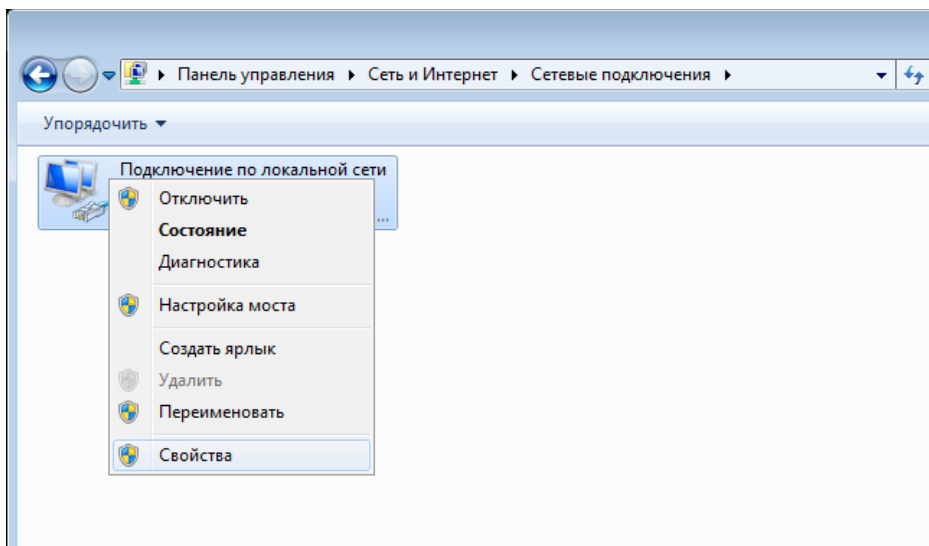 Панель управления Сеть и Интернет Сетевые подключения
Упорядочить
Подключение по локальной сети
Отключить
...
Состояние
Диагностика
Настройка моста
Создать ярлык
Удалить
Переименовать
Свойства